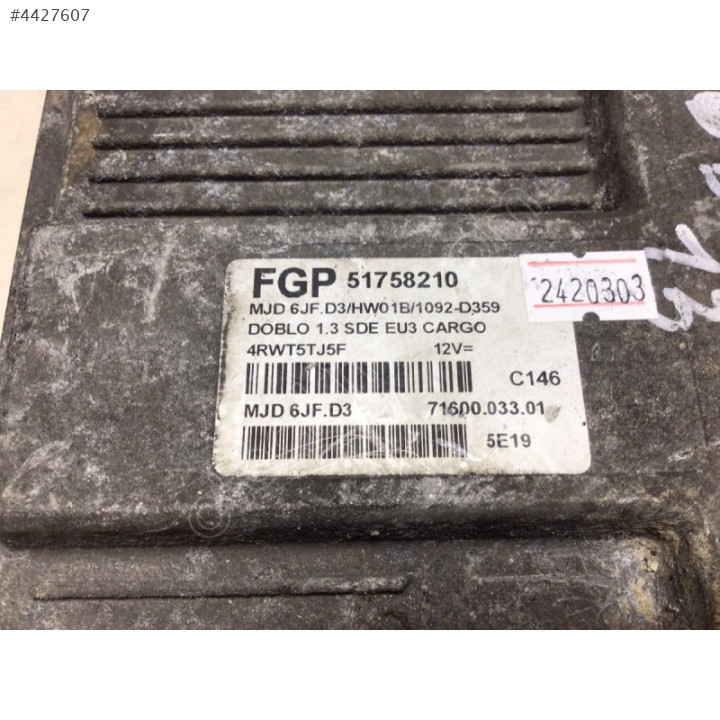 #4427607
FGP 51758210
2420303
MJD 6JF.D3/HW01B/1092-D359
DOBLO 1.3 SDE EU3 CARGO
4RWT5TJ5F 12V=
C146
MJD 6JF.D3 71600.033.01
5E19